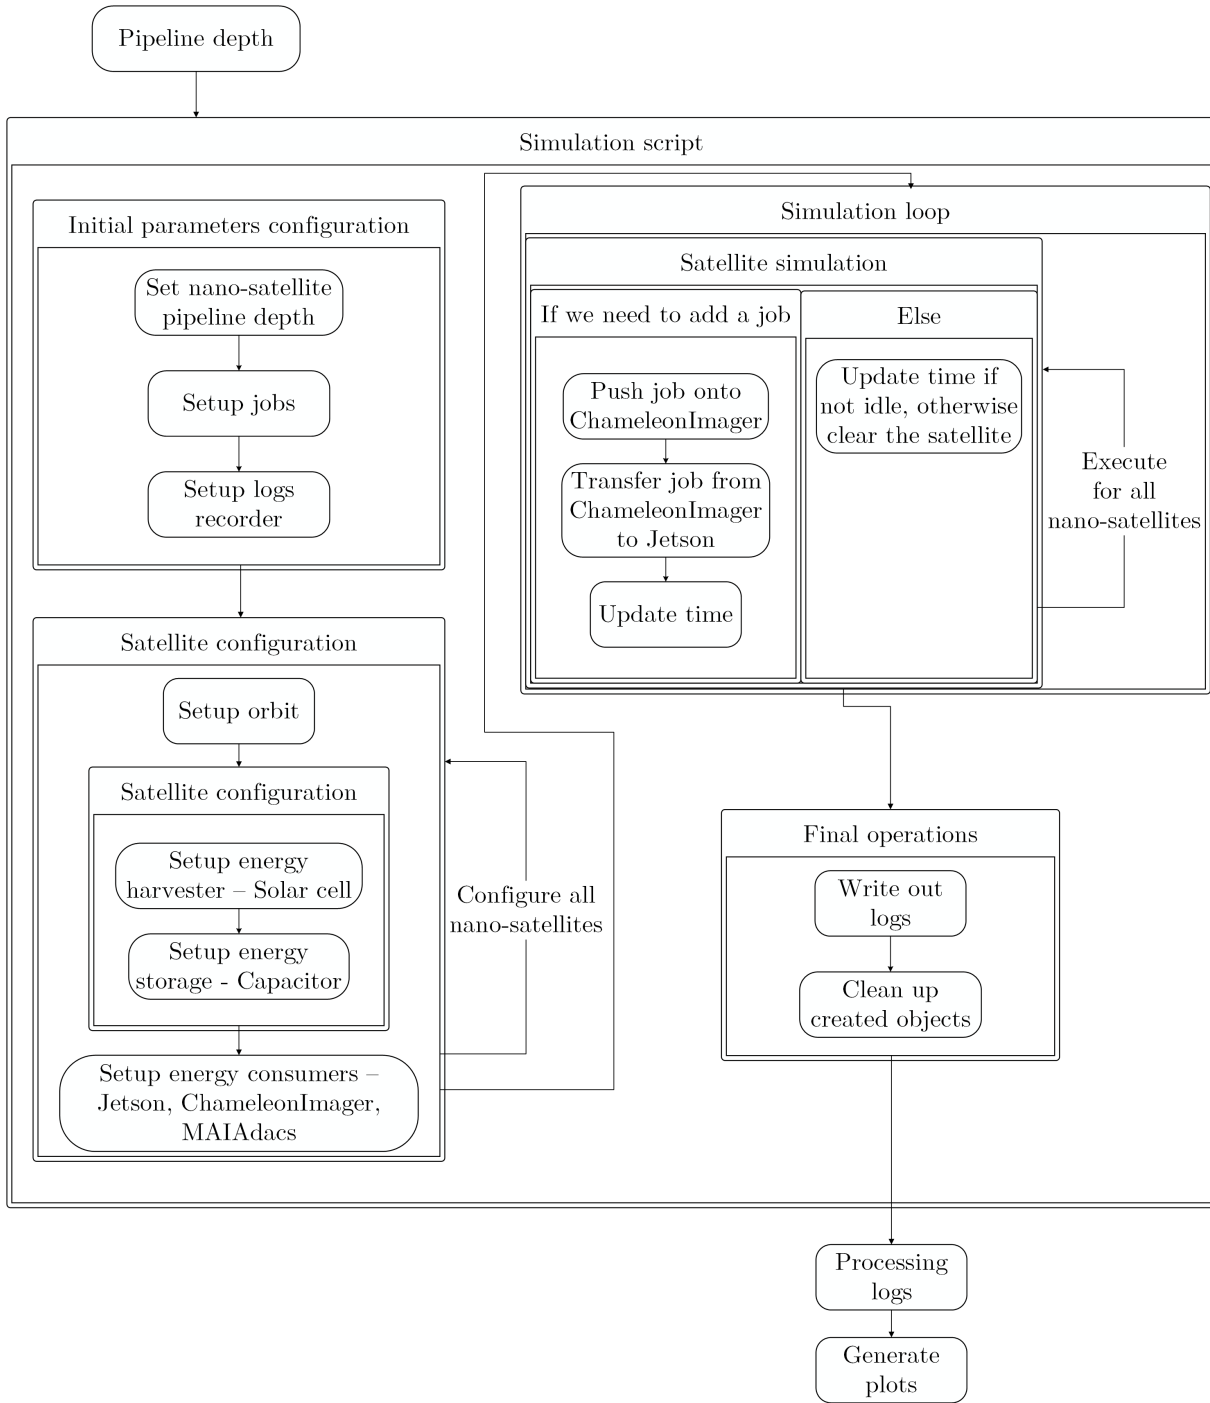 Pipeline depth
Simulation script
Initial parameters configuration
Set nano-satellite
pipeline depth
Setup jobs
Setup logs
recorder
Satellite configuration
Setup orbit
Satellite configuration
Setup energy
harvester – Solar cell
Setup energy
storage - Capacitor
Setup energy consumers –
Jetson, ChameleonImager,
MAIAdacs
Configure all
nano-satellites
Simulation loop
Satellite simulation
If we need to add a job
Push job onto
ChameleonImager
Transfer job from
ChameleonImager
to Jetson
Update time
Else
Update time if
not idle, otherwise
clear the satellite
Execute
for all
nano-satellites
Final operations
Write out
logs
Clean up
created objects
Processing
logs
Generate
plots